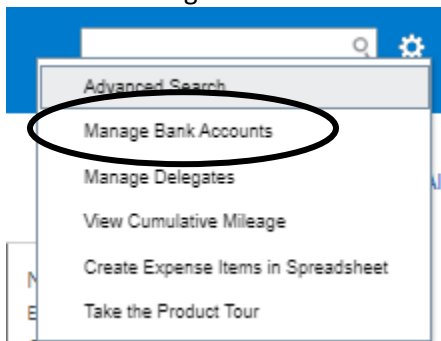 Advanced Search
Manage Bank Accounts
Manage Delegates
View Cumulative Mileage
Create Expense Items in Spreadsheet
Take the Product Tour